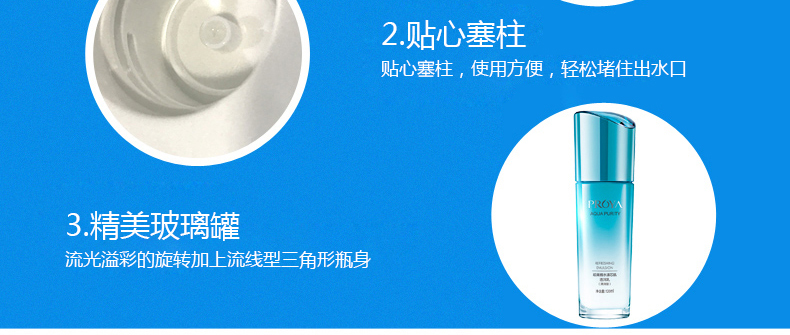 2.贴心塞柱
贴心塞柱，使用方便，轻松堵住出水口
3.精美玻璃罐
流光溢彩的旋转加上流线型三角形瓶身
PROYA
AQUA PURITY
REFRESHING
EMULSION